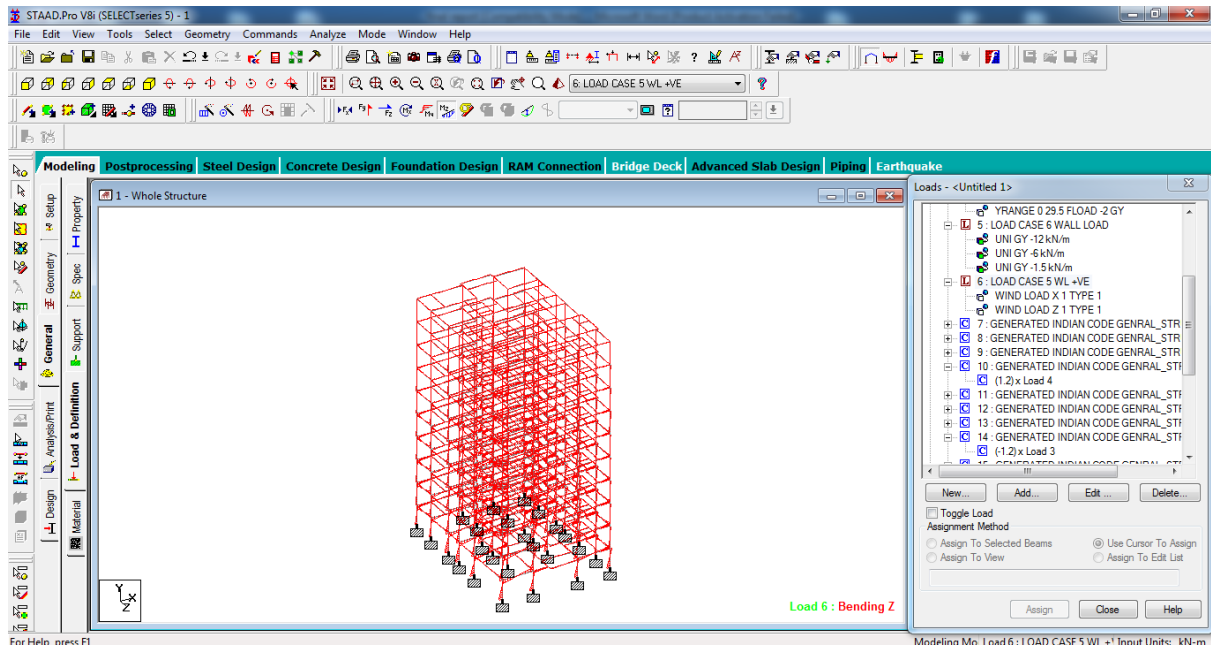 STAAD.Pro V8i (SELECTseries 5) - 1
File Edit View Tools Select Geometry Commands Analyze Mode Window Help
6: LOAD CASE 5 WL +VE
Modeling Postprocessing Steel Design Concrete Design Foundation Design RAM Connection Bridge Deck Advanced Slab Design Piping Earthquake
Setup
Geometry
General
Analysis/Print
Design
Property
Spec
Support
Load & Definition
Material
1 - Whole Structure
Y
X
Z
Load 6 : Bending Z
Loads - <Untitled 1>
YRANGE 0 29.5 FLOAD -2 GY
5 : LOAD CASE 6 WALL LOAD
UNI GY -12 kN/m
UNI GY -6 kN/m
UNI GY -1.5 kN/m
6 : LOAD CASE 5 WL +VE
WIND LOAD X 1 TYPE 1
WIND LOAD Z 1 TYPE 1
7 : GENERATED INDIAN CODE GENRAL_STR
8 : GENERATED INDIAN CODE GENRAL_STR
9 : GENERATED INDIAN CODE GENRAL_STR
10 : GENERATED INDIAN CODE GENRAL_ST
(1.2) x Load 4
11 : GENERATED INDIAN CODE GENRAL_ST
12 : GENERATED INDIAN CODE GENRAL_ST
13 : GENERATED INDIAN CODE GENRAL_ST
14 : GENERATED INDIAN CODE GENRAL_ST
(-1.2) x Load 3
New... Add... Edit ... Delete...
Toggle Load
Assignment Method
Assign To Selected Beams Use Cursor To Assign
Assign To View Assign To Edit List
Assign Close Help
For Help, press F1 Modeling Mo Load 6 : LOAD CASE 5 WL +' Input Units: kN-m